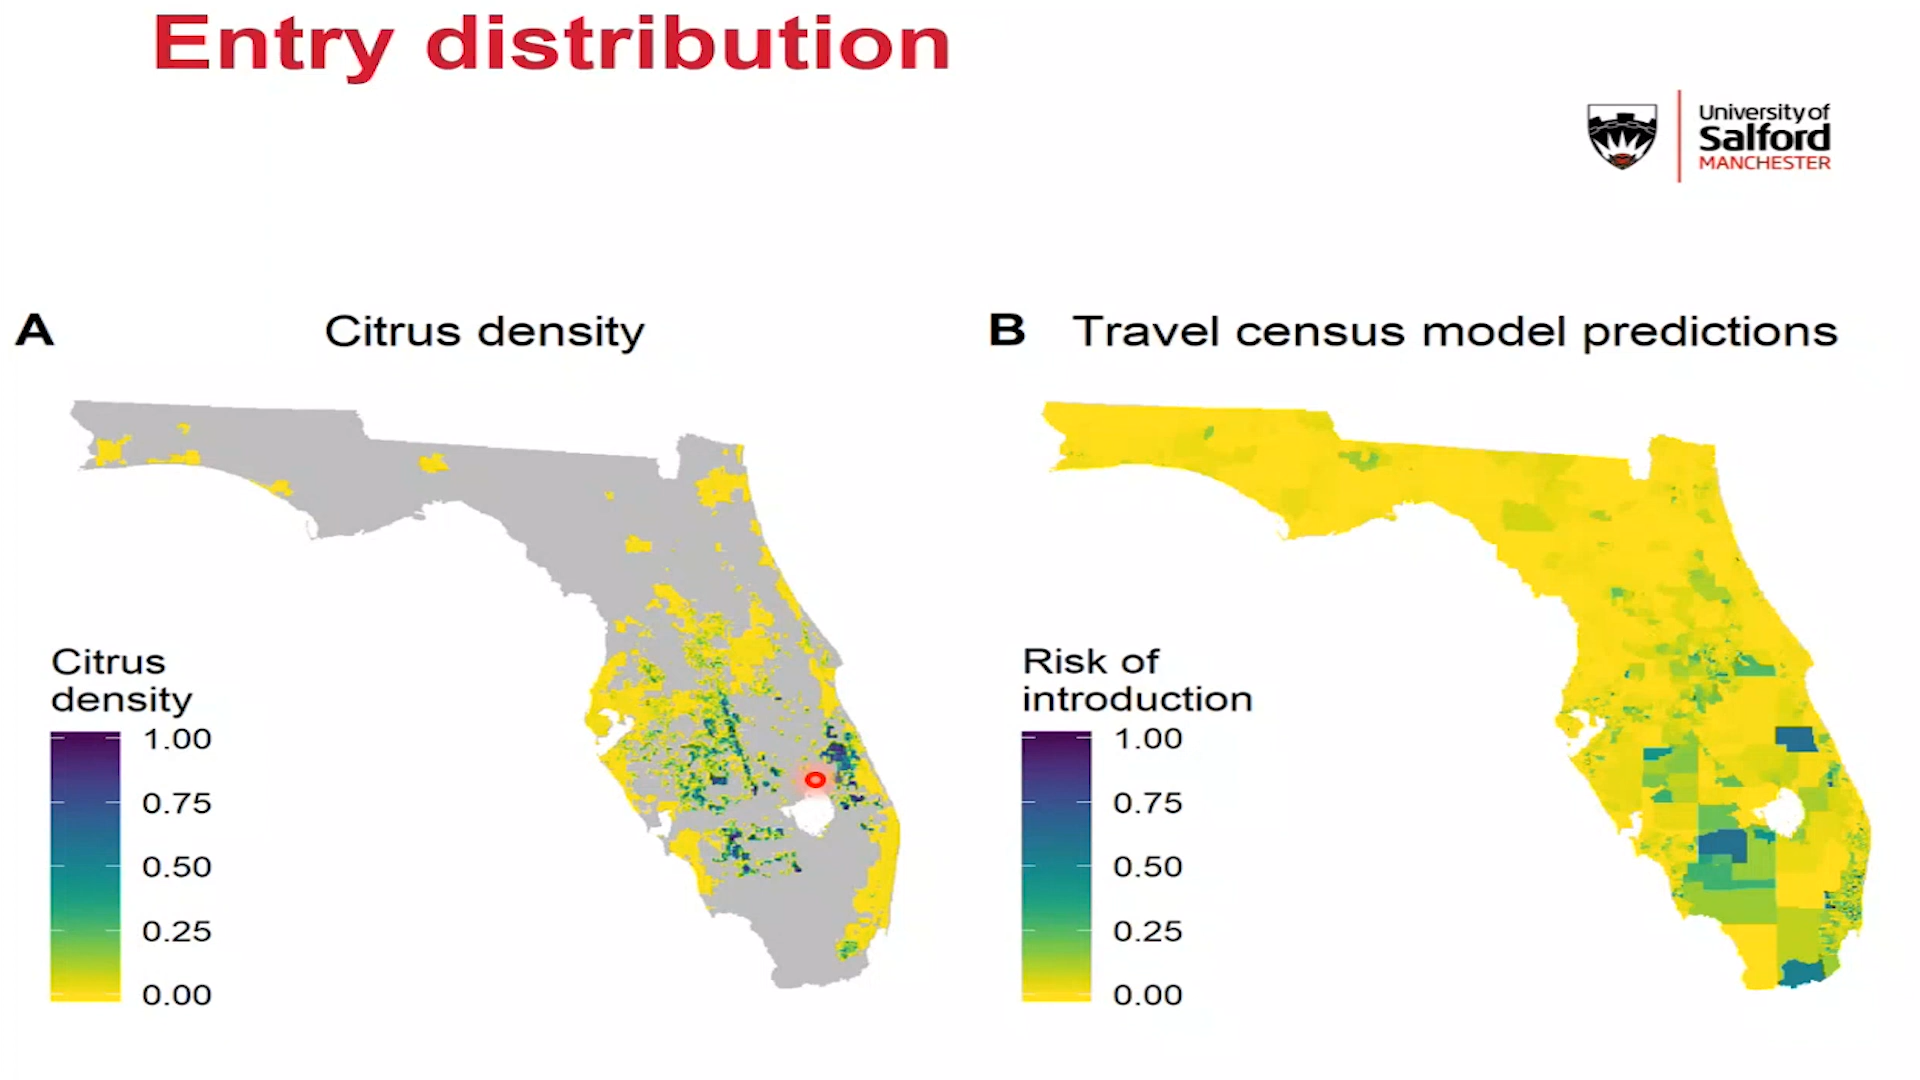 Entry distribution
University of
Salford
MANCHESTER
A
Citrus density
B
Travel census model predictions
Citrus
density
1.00
0.75
0.50
0.25
0.00
Risk of
introduction
1.00
0.75
0.50
0.25
0.00